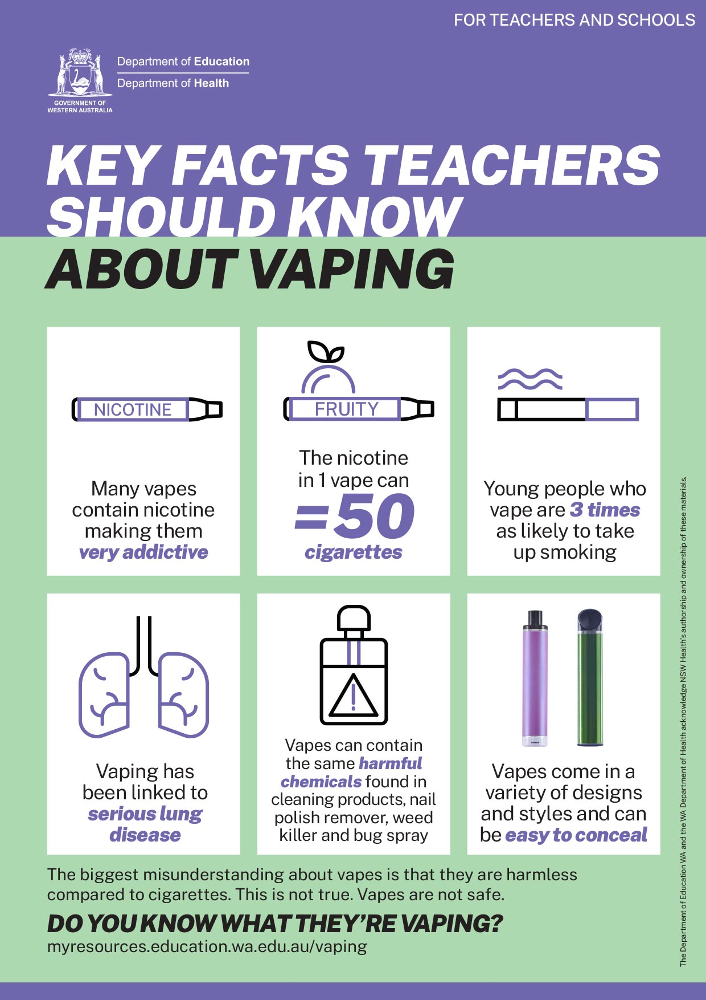 FOR TEACHERS AND SCHOOLS
Department of Education
Department of Health
GOVERNMENT OF
WESTERN AUSTRALIA
KEY FACTS TEACHERS
SHOULD KNOW
ABOUT VAPING
NICOTINE
Many vapes
contain nicotine
making them
very addictive
FRUITY
The nicotine
in 1 vape can
=50
cigarettes
Young people who
vape are 3 times
as likely to take
up smoking
Vaping has
been linked to
serious lung
disease
!
Vapes can contain
the same harmful
chemicals found in
cleaning products, nail
polish remover, weed
killer and bug spray
Vapes come in a
variety of designs
and styles and can
be easy to conceal
The biggest misunderstanding about vapes is that they are harmless
compared to cigarettes. This is not true. Vapes are not safe.
DO YOU KNOW WHAT THEY’RE VAPING?
myresources.education.wa.edu.au/vaping
The Department of Education WA and the WA Department of Health acknowledge NSW Health's authorship and ownership of these materials.